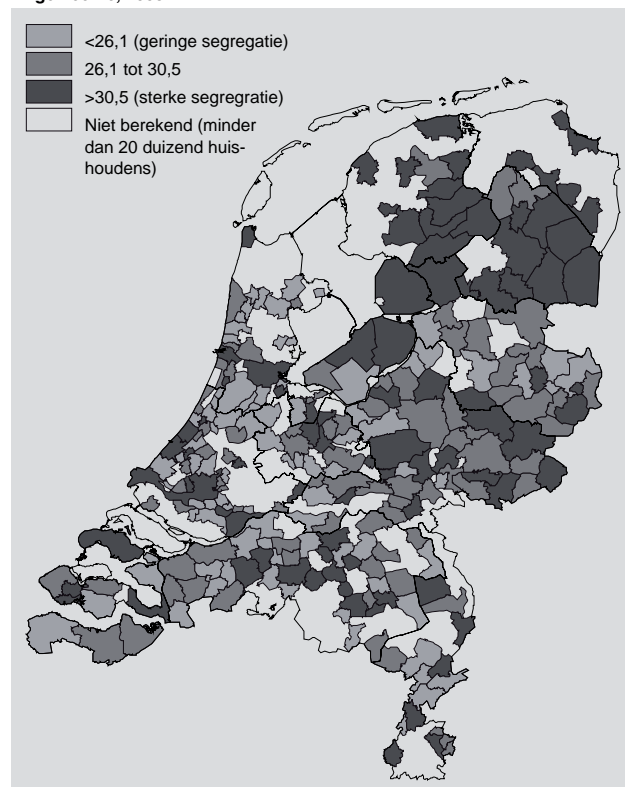 <26,1 (geringe segregatie)
26,1 tot 30,5
>30,5 (sterke segregratie)
Niet berekend (minder
dan 20 duizend huis-
houdens)